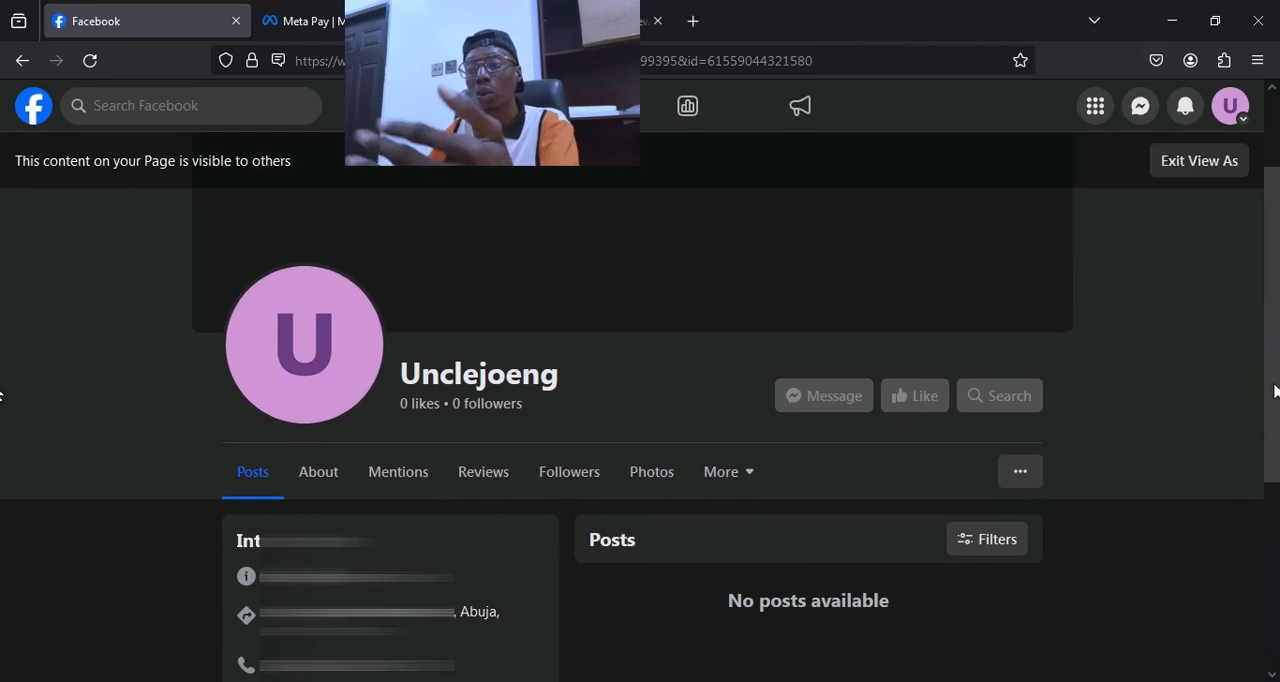 Facebook
Meta Pay | M
https://w
99395&id=61559044321580
Search Facebook
U
This content on your Page is visible to others
Exit View As
U
Unclejoeng
0 likes • 0 followers
Message
Like
Search
Posts
About
Mentions
Reviews
Followers
Photos
More
Int
Posts
Filters
No posts available
, Abuja,